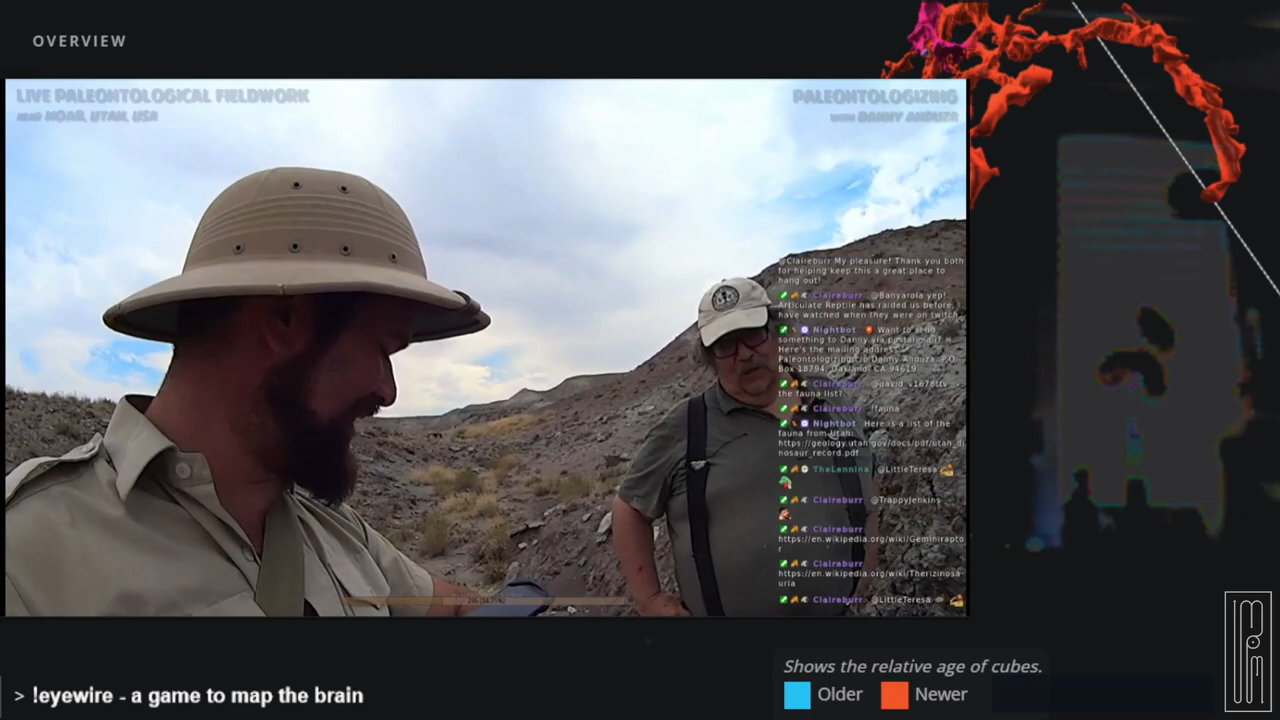 OVERVIEW
LIVE PALEONTOLOGICAL FIELDWORK
NEAR MOAB, UTAH, USA
PALEONTOLOGIZING
WITH DANNY ANDUZA
@Claireburr My pleasure! Thank you both
for helping keep this a great place to
hang out!
Claireburr: @Banyarola yep!
Articulate Reptile has raided us before, I
have watched when they were on twitch
Nightbot: Want to send
something to Danny via postal mail?
Here's the mailing address:
Paleontologizing c/o Danny Anduza, P.O.
Box 18794, Oakland, CA 94619
Claireburr: @david_v1678ttv
the fauna list?
Claireburr: !fauna
Nightbot: Here is a list of the
fauna from Utah:
https://geology.utah.gov/docs/pdf/utah_di
nosaur_record.pdf
TheLennina: @LittleTeresa
Claireburr: @TrappyJenkins
Claireburr:
https://en.wikipedia.org/wiki/Geminirapto
r
Claireburr:
https://en.wikipedia.org/wiki/Therizinosa
uria
Claireburr: @LittleTeresa
> !eyewire - a game to map the brain
Shows the relative age of cubes.
Older Newer